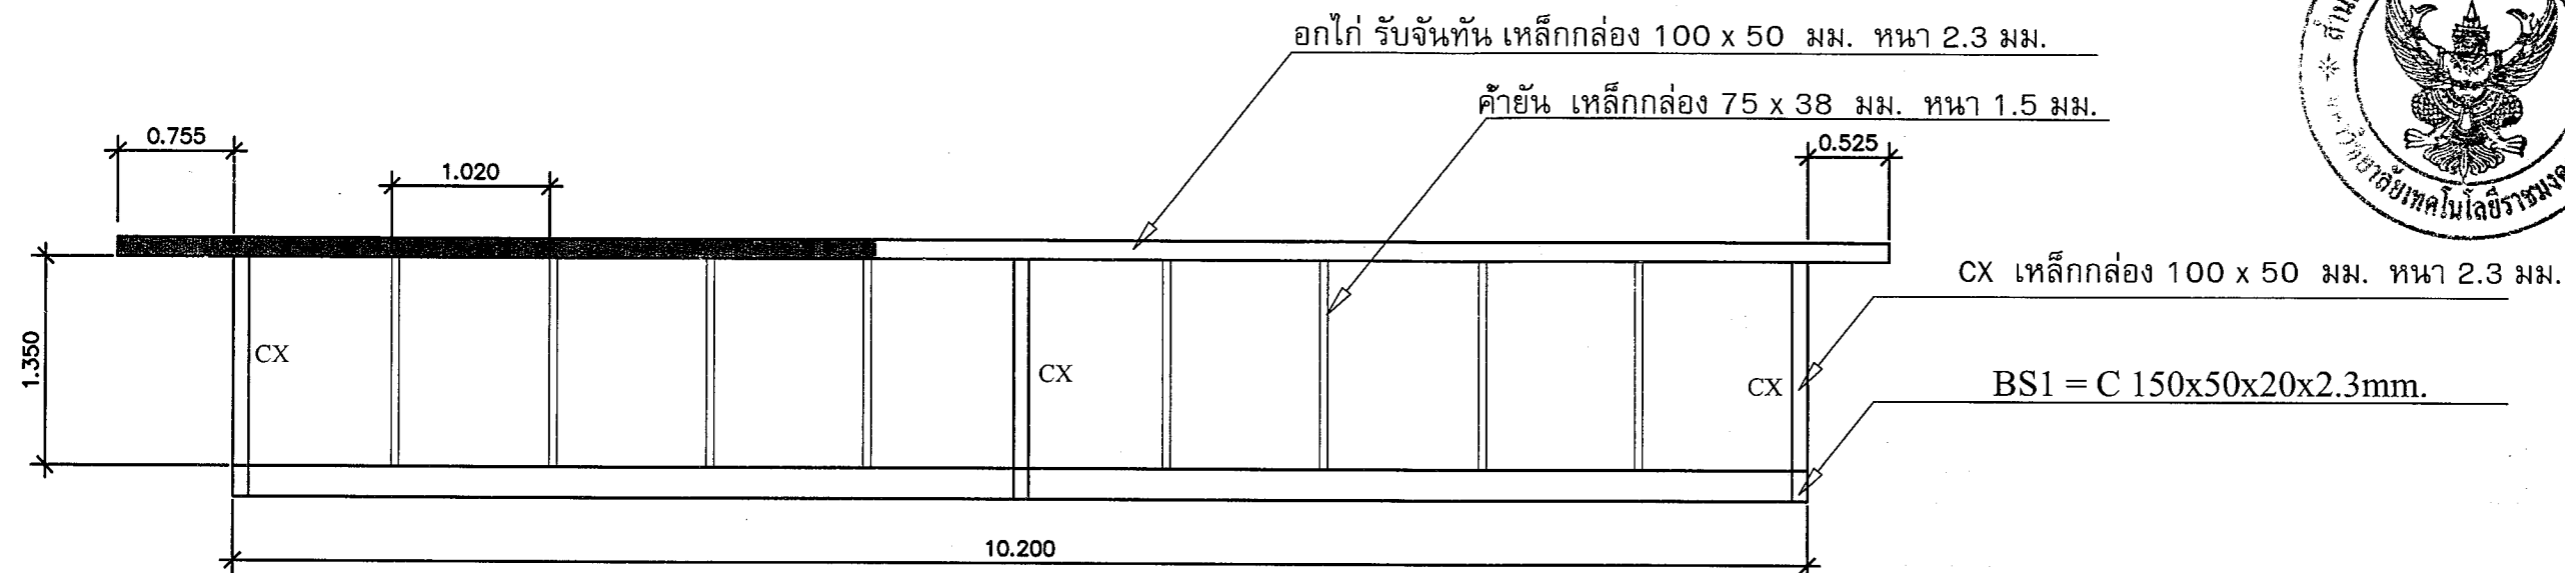 อกไก่ รับจันทัน เหล็กกล่อง 100 x 50 มม. หนา 2.3 มม.
ค้ำยัน เหล็กกล่อง 75 x 38 มม. หนา 1.5 มม.
0.755
1.020
0.525
CX เหล็กกล่อง 100 x 50 มม. หนา 2.3 มม.
1.350
CX
CX
CX
BS1 = C 150x50x20x2.3mm.
10.200